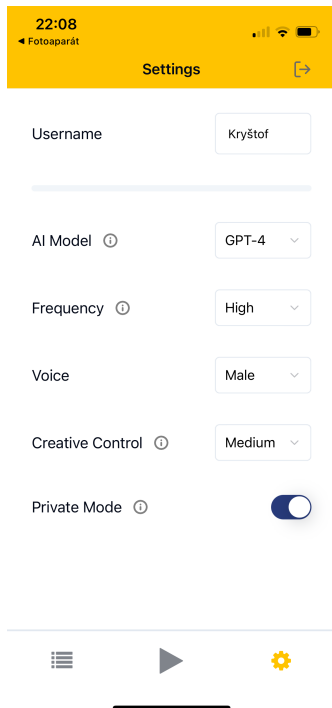 22:08
◀ Fotoaparát
Settings
Username
Kryštof
AI Model
GPT-4
Frequency
High
Voice
Male
Creative Control
Medium
Private Mode